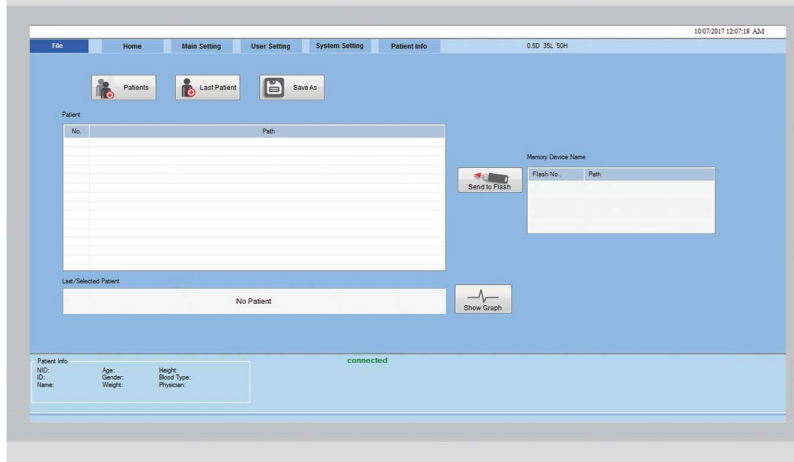 10/07/2017 12:07:18 AM
File Home Main Setting User Setting System Setting Patient Info 0.5D 35L 50H
Patients Last Patient Save As
Patient
No. Path
Memory Device Name
Flash No.. Path
Send to Flash
Last/Selected Patient
No Patient
Show Graph
connected
Patient Info
NID: Age: Height:
ID: Gender: Blood Type:
Name: Weight: Physician: